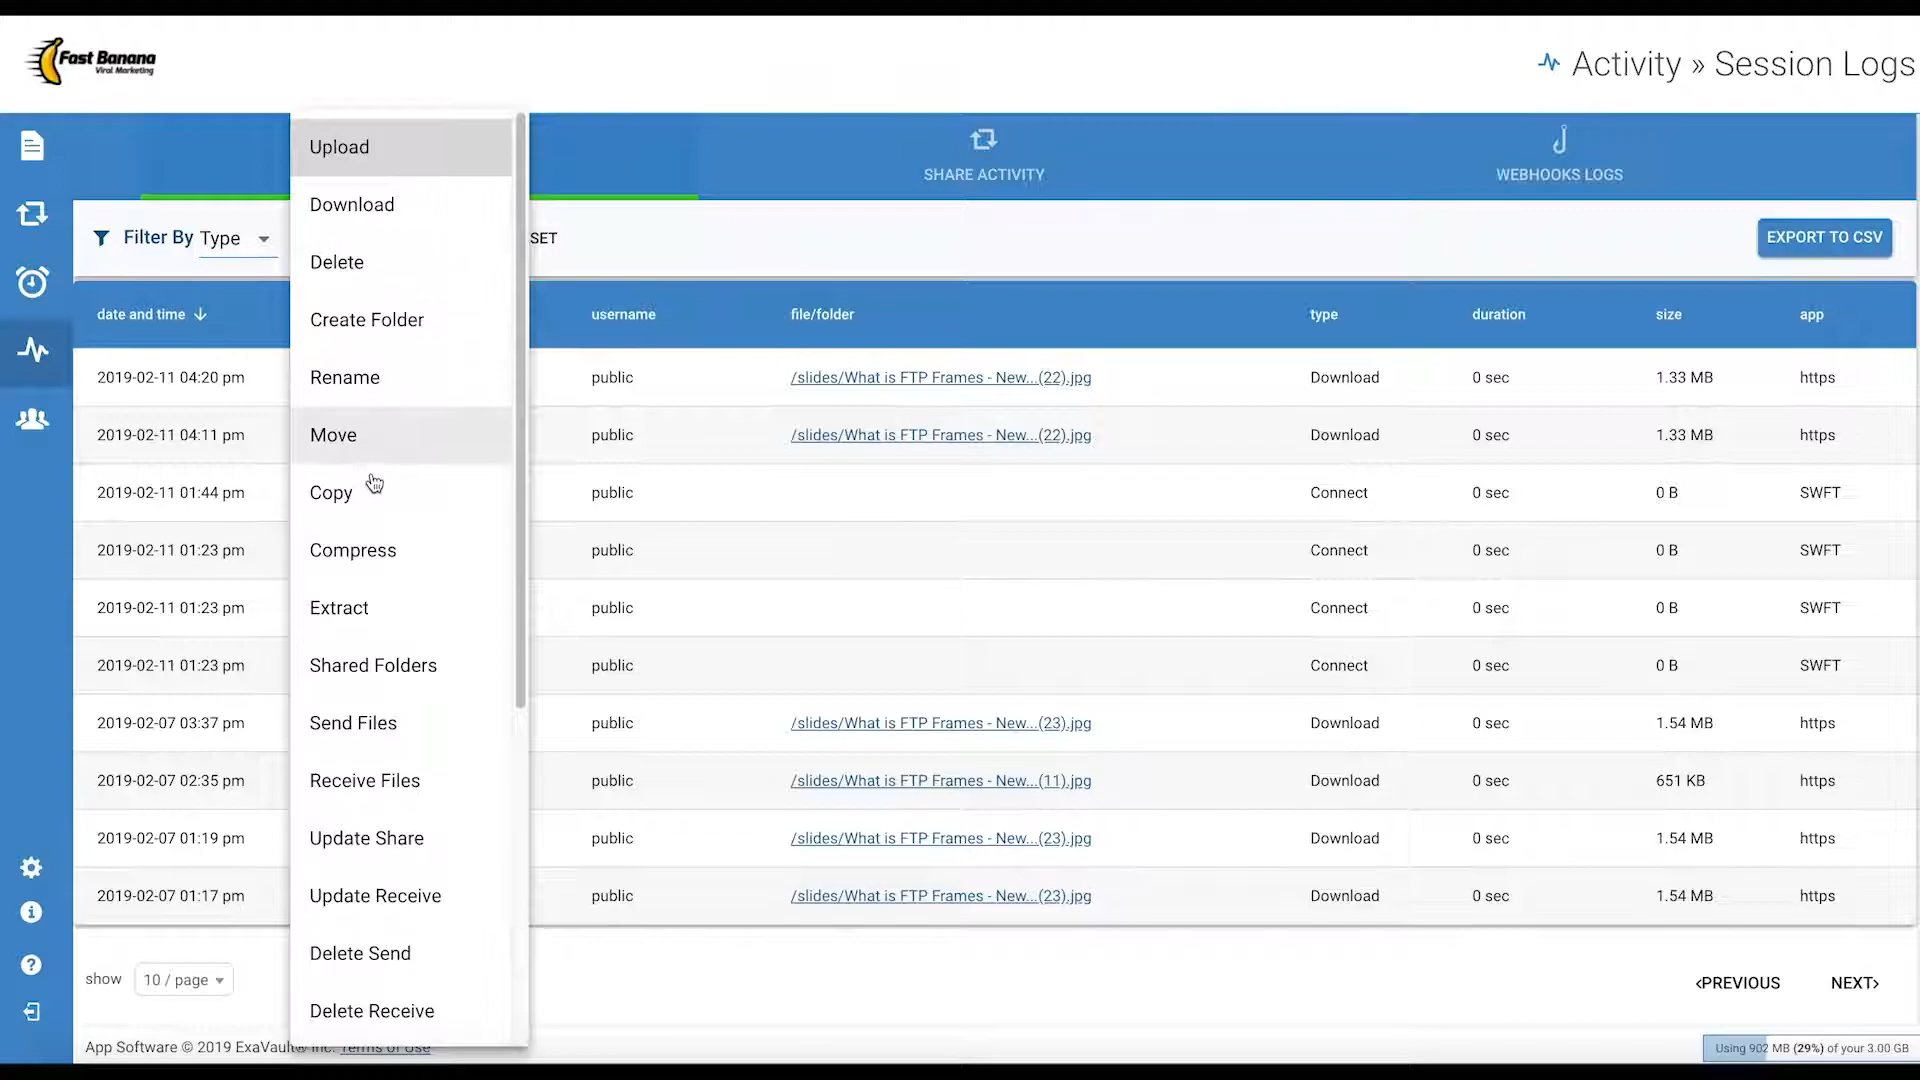 Fast Banana
Viral Marketing
Activity » Session Logs
SHARE ACTIVITY
WEBHOOKS LOGS
Filter By Type
SET
EXPORT TO CSV
Upload
Download
Delete
Create Folder
Rename
Move
Copy
Compress
Extract
Shared Folders
Send Files
Receive Files
Update Share
Update Receive
Delete Send
Delete Receive
date and time username file/folder type duration size app
2019-02-11 04:20 pm public /slides/What is FTP Frames - New...(22).jpg Download 0 sec 1.33 MB https
2019-02-11 04:11 pm public /slides/What is FTP Frames - New...(22).jpg Download 0 sec 1.33 MB https
2019-02-11 01:44 pm public Connect 0 sec 0 B SWFT
2019-02-11 01:23 pm public Connect 0 sec 0 B SWFT
2019-02-11 01:23 pm public Connect 0 sec 0 B SWFT
2019-02-11 01:23 pm public Connect 0 sec 0 B SWFT
2019-02-07 03:37 pm public /slides/What is FTP Frames - New...(23).jpg Download 0 sec 1.54 MB https
2019-02-07 02:35 pm public /slides/What is FTP Frames - New...(11).jpg Download 0 sec 651 KB https
2019-02-07 01:19 pm public /slides/What is FTP Frames - New...(23).jpg Download 0 sec 1.54 MB https
2019-02-07 01:17 pm public /slides/What is FTP Frames - New...(23).jpg Download 0 sec 1.54 MB https
show 10 / page
‹PREVIOUS NEXT›
App Software © 2019 ExaVault® Inc. Terms of Use
Using 902 MB (29%) of your 3.00 GB